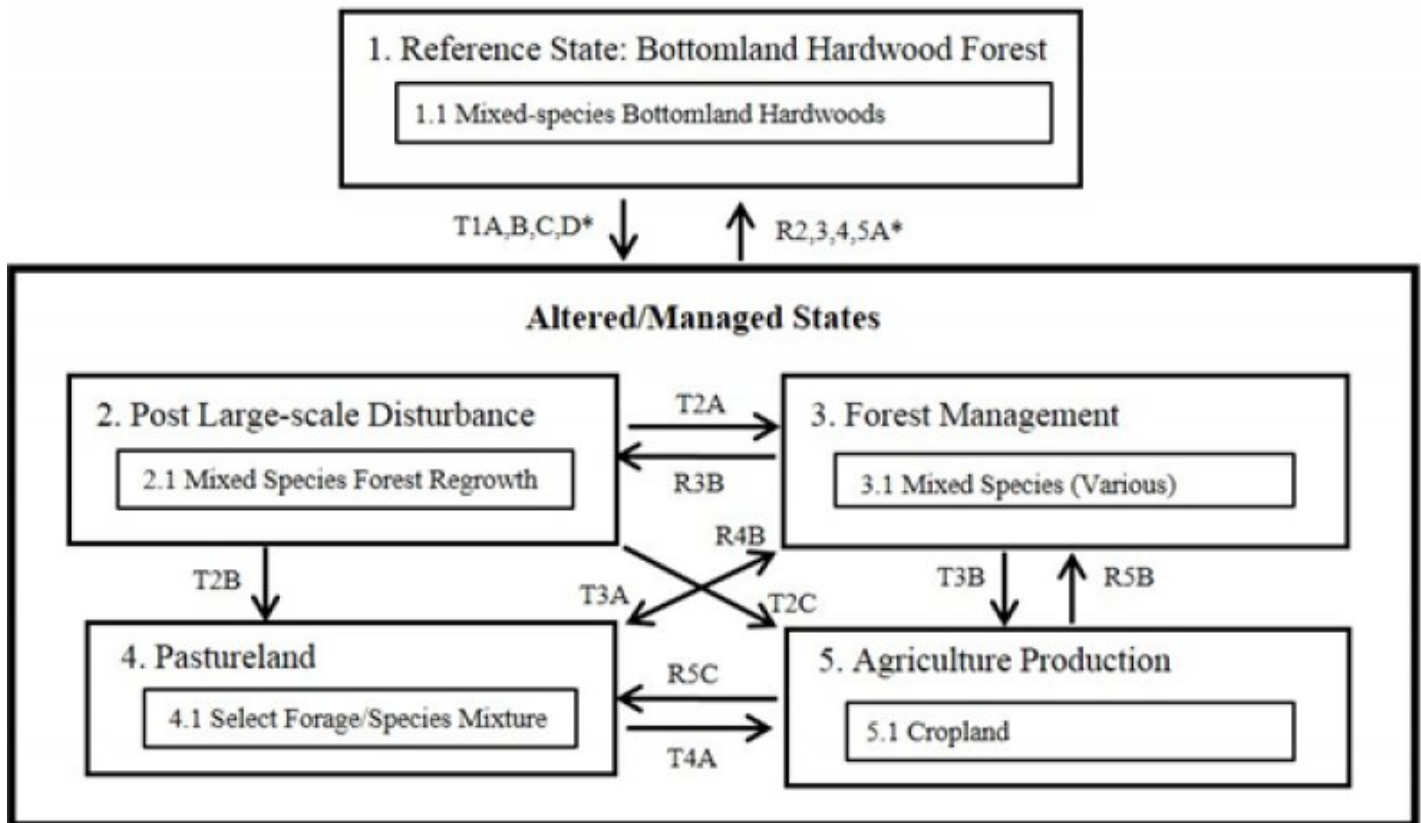 1. Reference State: Bottomland Hardwood Forest
1.1 Mixed-species Bottomland Hardwoods
T1A,B,C,D*
R2,3,4,5A*
Altered/Managed States
2. Post Large-scale Disturbance
2.1 Mixed Species Forest Regrowth
T2A
R3B
3. Forest Management
3.1 Mixed Species (Various)
T2B
T3A
R4B
T2C
T3B
R5B
4. Pastureland
4.1 Select Forage/Species Mixture
R5C
T4A
5. Agriculture Production
5.1 Cropland